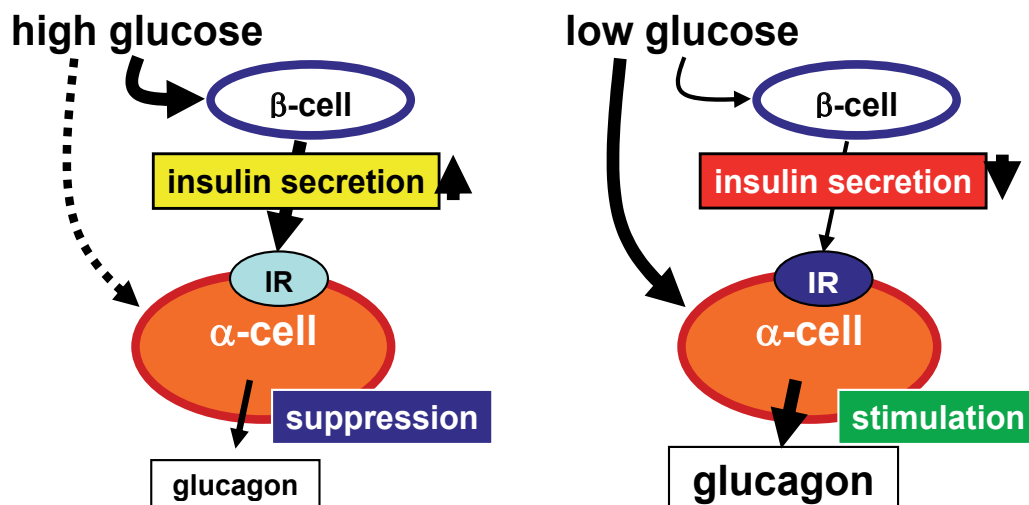 high glucose
β-cell
insulin secretion
IR
α-cell
suppression
glucagon
low glucose
β-cell
insulin secretion
IR
α-cell
stimulation
glucagon